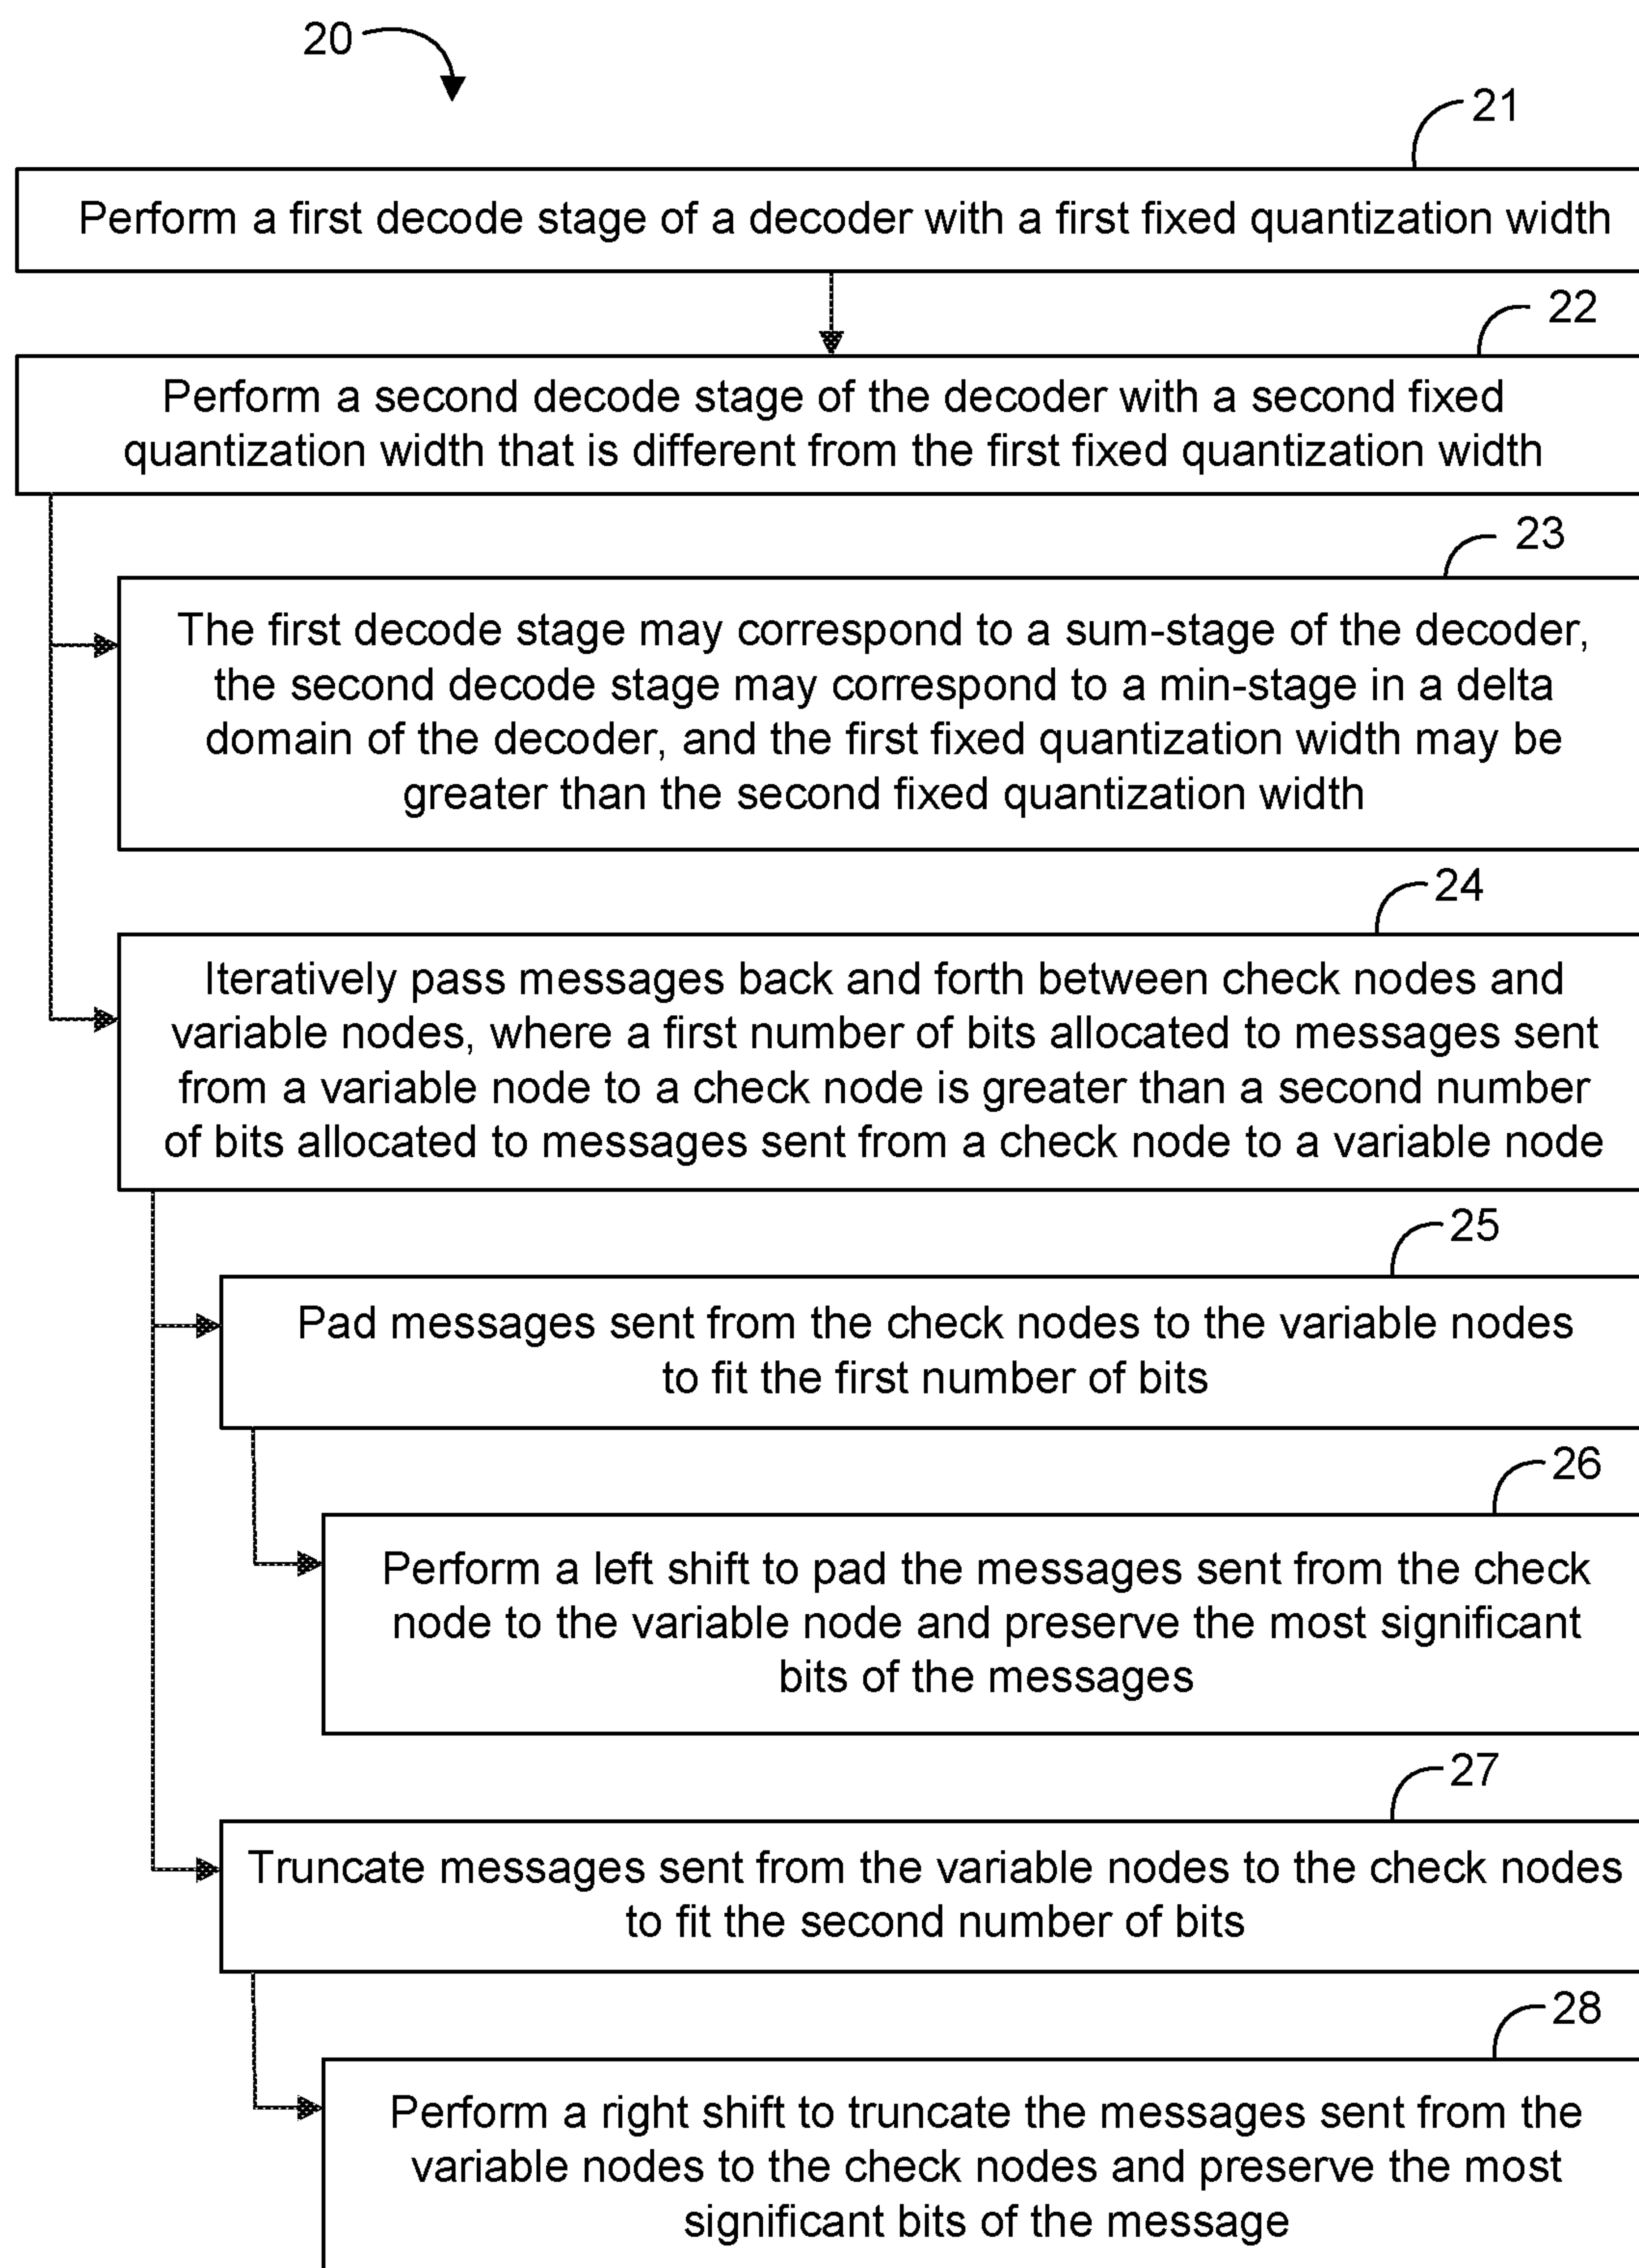 20
21
Perform a first decode stage of a decoder with a first fixed quantization width
22
Perform a second decode stage of the decoder with a second fixed
quantization width that is different from the first fixed quantization width
23
The first decode stage may correspond to a sum-stage of the decoder,
the second decode stage may correspond to a min-stage in a delta
domain of the decoder, and the first fixed quantization width may be
greater than the second fixed quantization width
24
Iteratively pass messages back and forth between check nodes and
variable nodes, where a first number of bits allocated to messages sent
from a variable node to a check node is greater than a second number
of bits allocated to messages sent from a check node to a variable node
25
Pad messages sent from the check nodes to the variable nodes
to fit the first number of bits
26
Perform a left shift to pad the messages sent from the check
node to the variable node and preserve the most significant
bits of the messages
27
Truncate messages sent from the variable nodes to the check nodes
to fit the second number of bits
28
Perform a right shift to truncate the messages sent from the
variable nodes to the check nodes and preserve the most
significant bits of the message